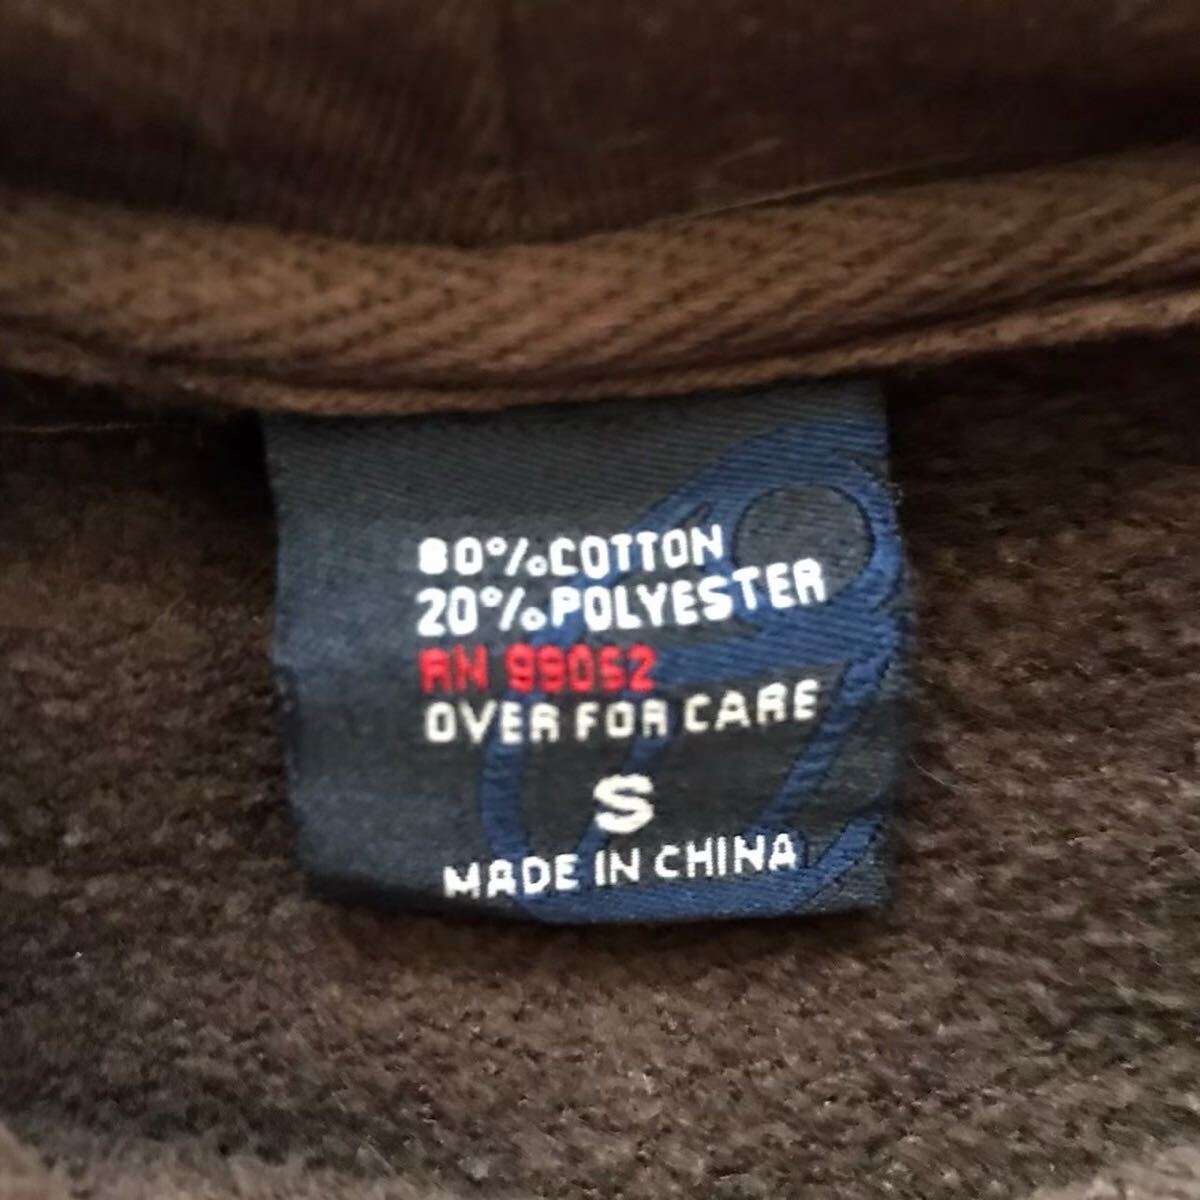 80%COTTON
20%POLYESTER
RN 99052
OVER FOR CARE
S
MADE IN CHINA